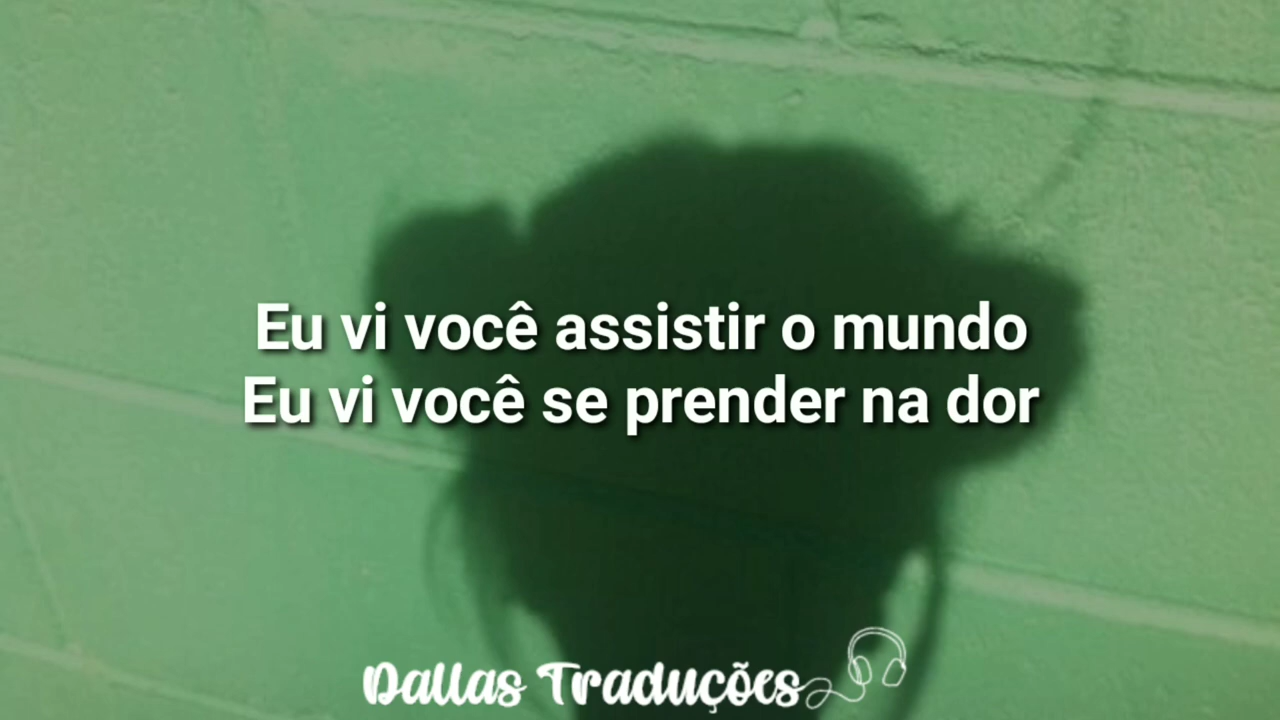 Eu vi você assistir o mundo
Eu vi você se prender na dor
Dallas Traduções